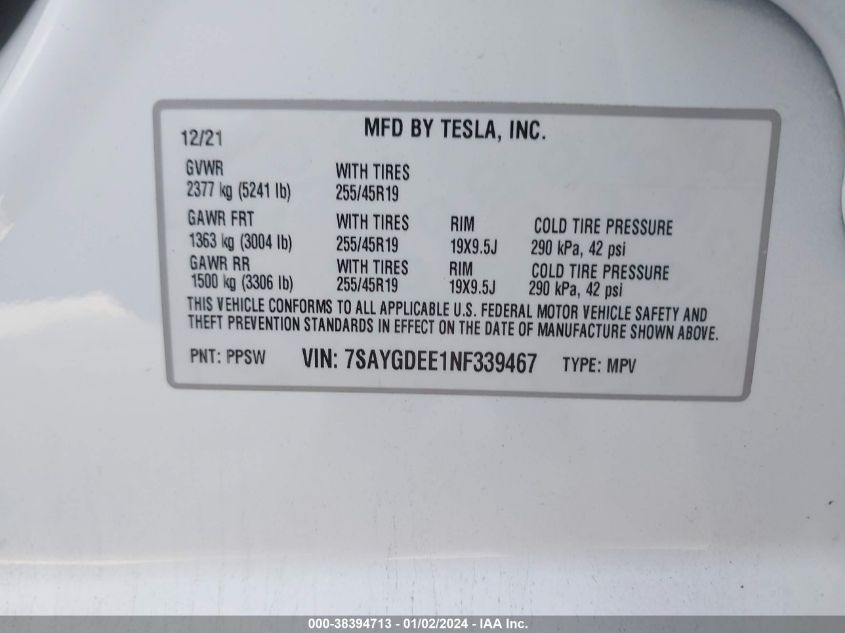 12/21 MFD BY TESLA, INC.
GVWR WITH TIRES
2377 kg (5241 lb) 255/45R19
GAWR FRT WITH TIRES RIM COLD TIRE PRESSURE
1363 kg (3004 lb) 255/45R19 19X9.5J 290 kPa, 42 psi
GAWR RR WITH TIRES RIM COLD TIRE PRESSURE
1500 kg (3306 lb) 255/45R19 19X9.5J 290 kPa, 42 psi
THIS VEHICLE CONFORMS TO ALL APPLICABLE U.S. FEDERAL MOTOR VEHICLE SAFETY AND
THEFT PREVENTION STANDARDS IN EFFECT ON THE DATE OF MANUFACTURE SHOWN ABOVE.
PNT: PPSW VIN: 7SAYGDEE1NF339467 TYPE: MPV
000-38394713 - 01/02/2024 - IAA Inc.